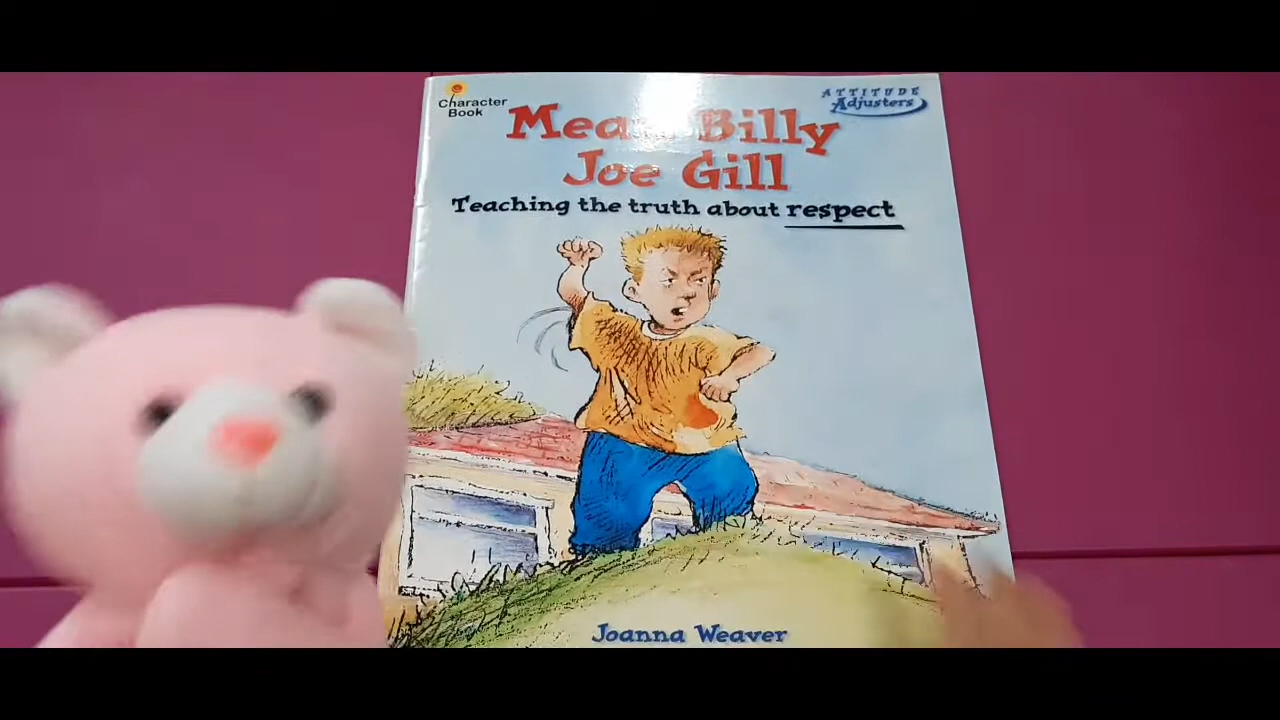 Character
Book
ATTITUDE
Adjusters
Billy
Joe Gill
Teaching the truth about respect
Joanna Weaver